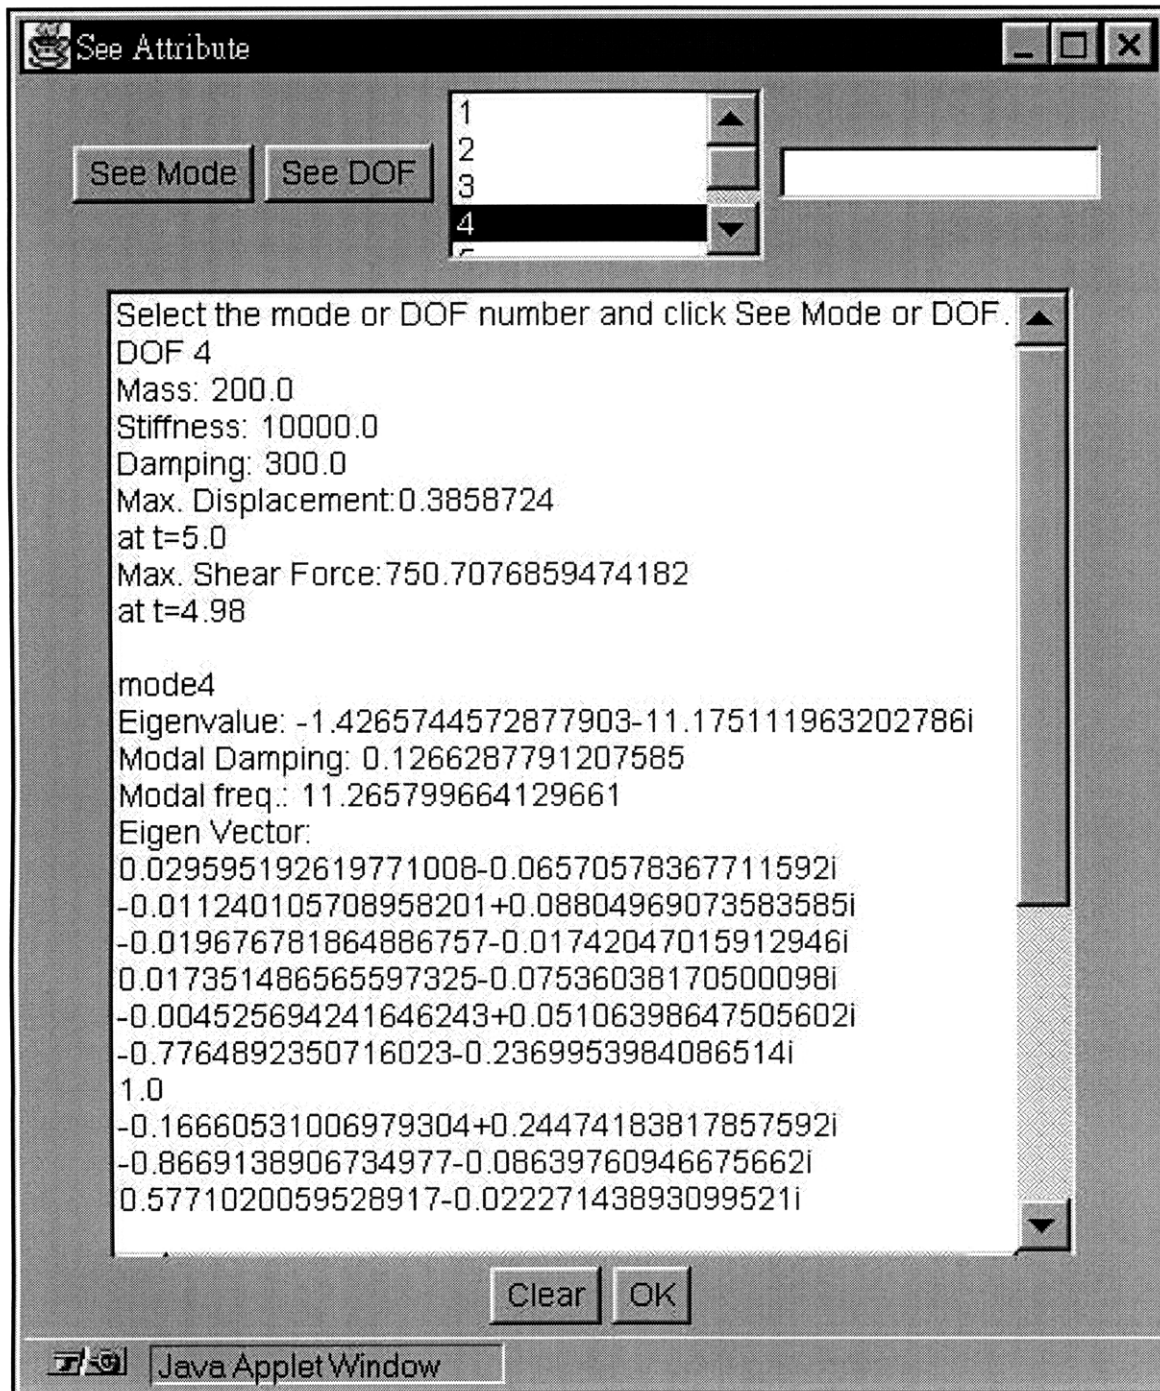 See Attribute
See Mode
See DOF
1
2
3
4
Select the mode or DOF number and click See Mode or DOF.
DOF 4
Mass: 200.0
Stiffness: 10000.0
Damping: 300.0
Max. Displacement:0.3858724
at t=5.0
Max. Shear Force:750.7076859474182
at t=4.98
mode4
Eigenvalue: -1.4265744572877903-11.175111963202786i
Modal Damping: 0.1266287791207585
Modal freq.: 11.265799664129661
Eigen Vector:
0.029595192619771008-0.06570578367711592i
-0.011240105708958201+0.08804969073583585i
-0.019676781864886757-0.01742047015912946i
0.017351486565597325-0.07536038170500098i
-0.004525694241646243+0.05106398647505602i
-0.77648923507 16023-0.2369953984086514i
1.0
-0.16660531006979304+0.24474183817857592i
-0.8669138906734977-0.08639760946675662i
0.5771020059528917-0.02227143893099521i
Clear
OK
Java Applet Window